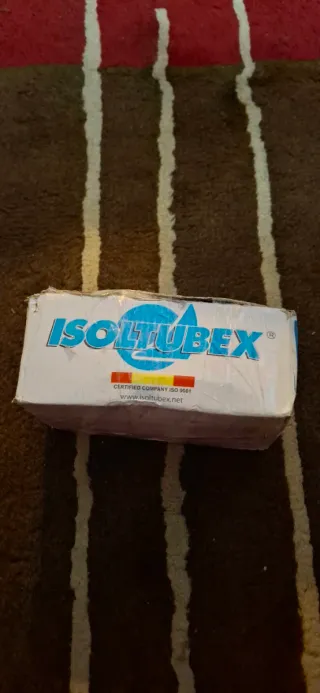 ISOLTUBEX ®
CERTIFIED COMPANY ISO 9001
www.isoltubex.net